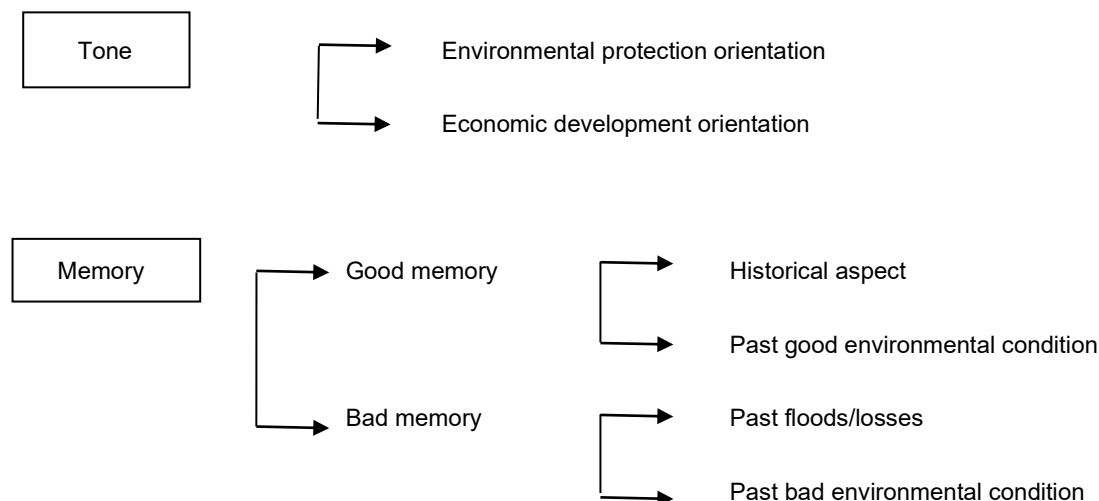 Tone
Environmental protection orientation
Economic development orientation
Memory
Good memory
Historical aspect
Past good environmental condition
Bad memory
Past floods/losses
Past bad environmental condition